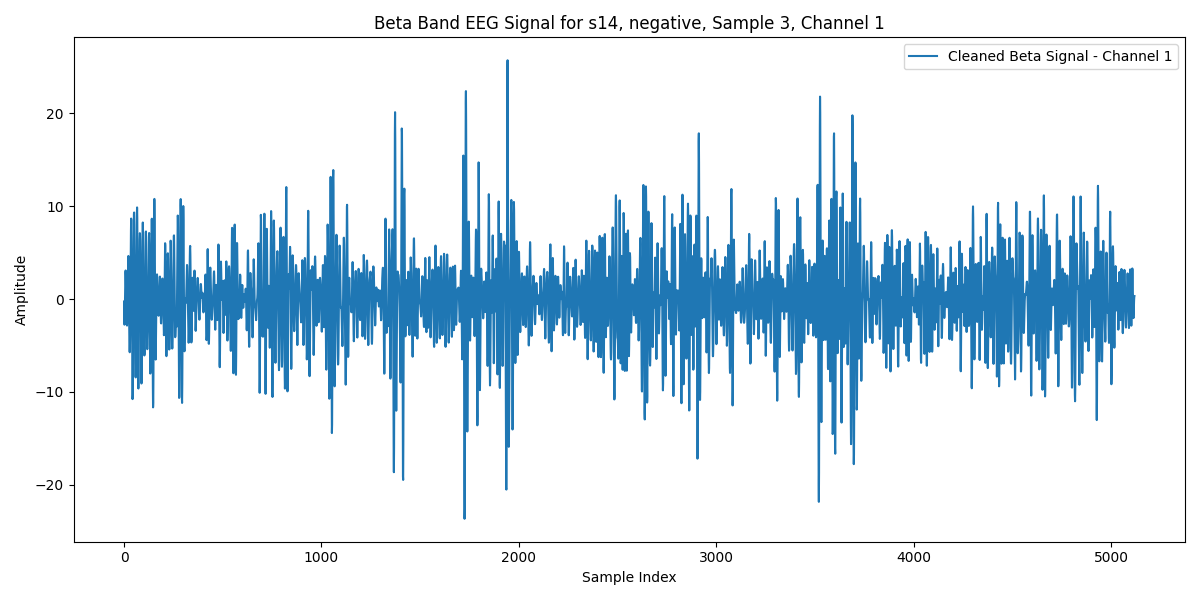 Beta Band EEG Signal for s14, negative, Sample 3, Channel 1
Cleaned Beta Signal - Channel 1
Amplitude
20
10
0
−10
−20
0 1000 2000 3000 4000 5000
Sample Index